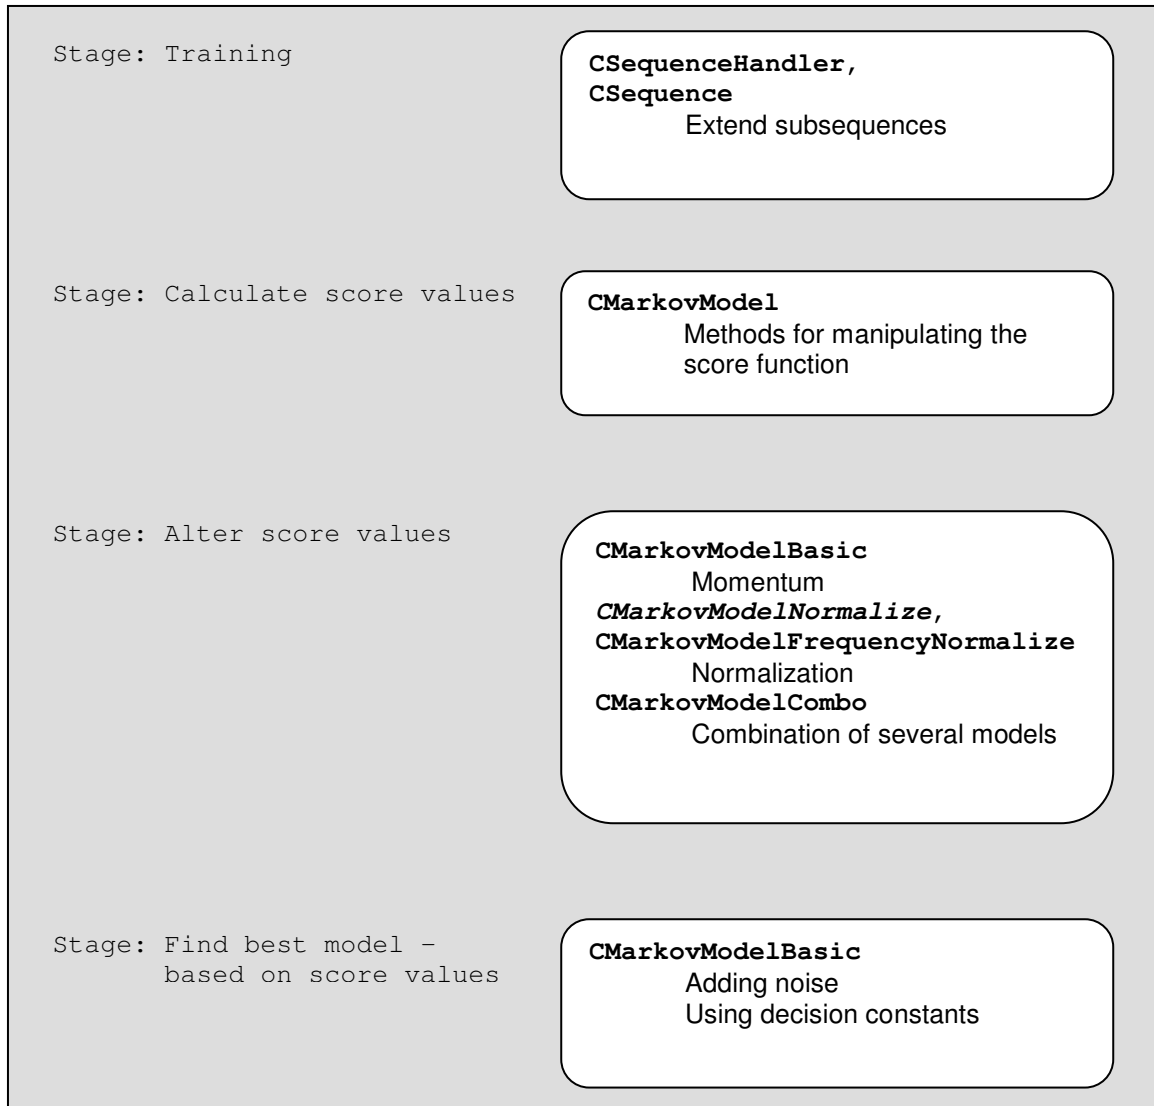 Stage: Training
CSequenceHandler,
CSequence
Extend subsequences
Stage: Calculate score values
CMarkovModel
Methods for manipulating the
score function
Stage: Alter score values
CMarkovModelBasic
Momentum
CMarkovModelNormalize,
CMarkovModelFrequencyNormalize
Normalization
CMarkovModelCombo
Combination of several models
Stage: Find best model –
based on score values
CMarkovModelBasic
Adding noise
Using decision constants